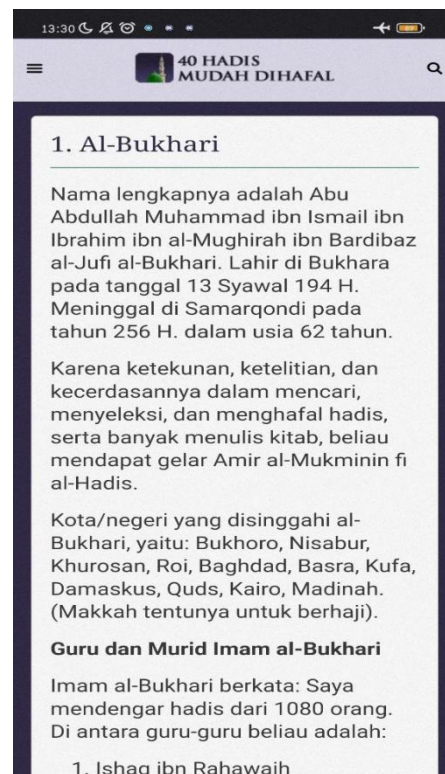 13:30
89
40 HADIS
MUDAH DIHAFAL
1. Al-Bukhari
Nama lengkapnya adalah Abu
Abdullah Muhammad ibn Ismail ibn
Ibrahim ibn al-Mughirah ibn Bardibaz
al-Jufi al-Bukhari. Lahir di Bukhara
pada tanggal 13 Syawal 194 H.
Meninggal di Samarqondi pada
tahun 256 H. dalam usia 62 tahun.
Karena ketekunan, ketelitian, dan
kecerdasannya dalam mencari,
menyeleksi, dan menghafal hadis,
serta banyak menulis kitab, beliau
mendapat gelar Amir al-Mukminin fi
al-Hadis.
Kota/negeri yang disinggahi al-
Bukhari, yaitu: Bukhoro, Nisabur,
Khurosan, Roi, Baghdad, Basra, Kufa,
Damaskus, Quds, Kairo, Madinah.
(Makkah tentunya untuk berhaji).
Guru dan Murid Imam al-Bukhari
Imam al-Bukhari berkata: Saya
mendengar hadis dari 1080 orang.
Di antara guru-guru beliau adalah:
1. Ishaq ibn Rahawaih